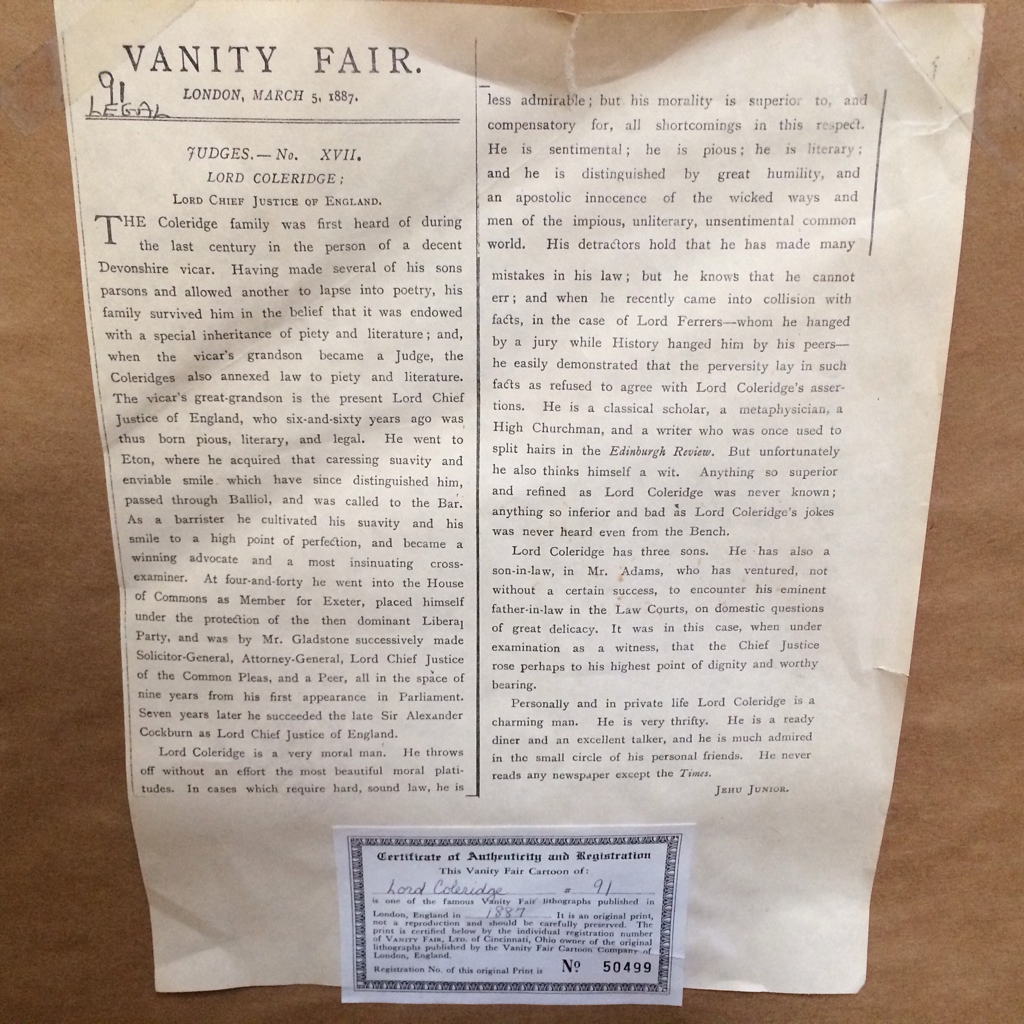 VANITY FAIR.
91
LEGAL
LONDON, MARCH 5, 1887.
JUDGES.—No. XVII.
LORD COLERIDGE;
LORD CHIEF JUSTICE OF ENGLAND.
THE Coleridge family was first heard of during
the last century in the person of a decent
Devonshire vicar. Having made several of his sons
parsons and allowed another to lapse into poetry, his
family survived him in the belief that it was endowed
with a special inheritance of piety and literature; and,
when the vicar's grandson became a Judge, the
Coleridges also annexed law to piety and literature.
The vicar's great-grandson is the present Lord Chief
Justice of England, who six-and-sixty years ago was
thus born pious, literary, and legal. He went to
Eton, where he acquired that caressing suavity and
enviable smile which have since distinguished him,
passed through Balliol, and was called to the Bar.
As a barrister he cultivated his suavity and his
smile to a high point of perfection, and became a
winning advocate and a most insinuating cross-
examiner. At four-and-forty he went into the House
of Commons as Member for Exeter, placed himself
under the protection of the then dominant Liberal
Party, and was by Mr. Gladstone successively made
Solicitor-General, Attorney-General, Lord Chief Justice
of the Common Pleas, and a Peer, all in the space of
nine years from his first appearance in Parliament.
Seven years later he succeeded the late Sir Alexander
Cockburn as Lord Chief Justice of England.
Lord Coleridge is a very moral man. He throws
off without an effort the most beautiful moral plati-
tudes. In cases which require hard, sound law, he is
less admirable; but his morality is superior to, and
compensatory for, all shortcomings in this respect.
He is sentimental; he is pious; he is literary;
and he is distinguished by great humility, and
an apostolic innocence of the wicked ways and
men of the impious, unliterary, unsentimental common
world. His detractors hold that he has made many
mistakes in his law; but he knows that he cannot
err; and when he recently came into collision with
facts, in the case of Lord Ferrers—whom he hanged
by a jury while History hanged him by his peers—
he easily demonstrated that the perversity lay in such
facts as refused to agree with Lord Coleridge's asser-
tions. He is a classical scholar, a metaphysician, a
High Churchman, and a writer who was once used to
split hairs in the Edinburgh Review. But unfortunately
he also thinks himself a wit. Anything so superior
and refined as Lord Coleridge was never known;
anything so inferior and bad as Lord Coleridge's jokes
was never heard even from the Bench.
Lord Coleridge has three sons. He has also a
son-in-law, in Mr. Adams, who has ventured, not
without a certain success, to encounter his eminent
father-in-law in the Law Courts, on domestic questions
of great delicacy. It was in this case, when under
examination as a witness, that the Chief Justice
rose perhaps to his highest point of dignity and worthy
bearing.
Personally and in private life Lord Coleridge is a
charming man. He is very thrifty. He is a ready
diner and an excellent talker, and he is much admired
in the small circle of his personal friends. He never
reads any newspaper except the Times.
JEHU JUNIOR.
Certificate of Authenticity and Registration
This Vanity Fair Cartoon of:
Lord Coleridge # 91
is one of the famous Vanity Fair lithographs published in
London, England in 1887 It is an original print,
not a reproduction and should be carefully preserved. The
print is certified below by the individual registration number
of VANITY FAIR, LTD. of Cincinnati, Ohio owner of the original
lithographs published by the Vanity Fair Cartoon Company of
London, England.
Registration No. of this original Print is No 50499